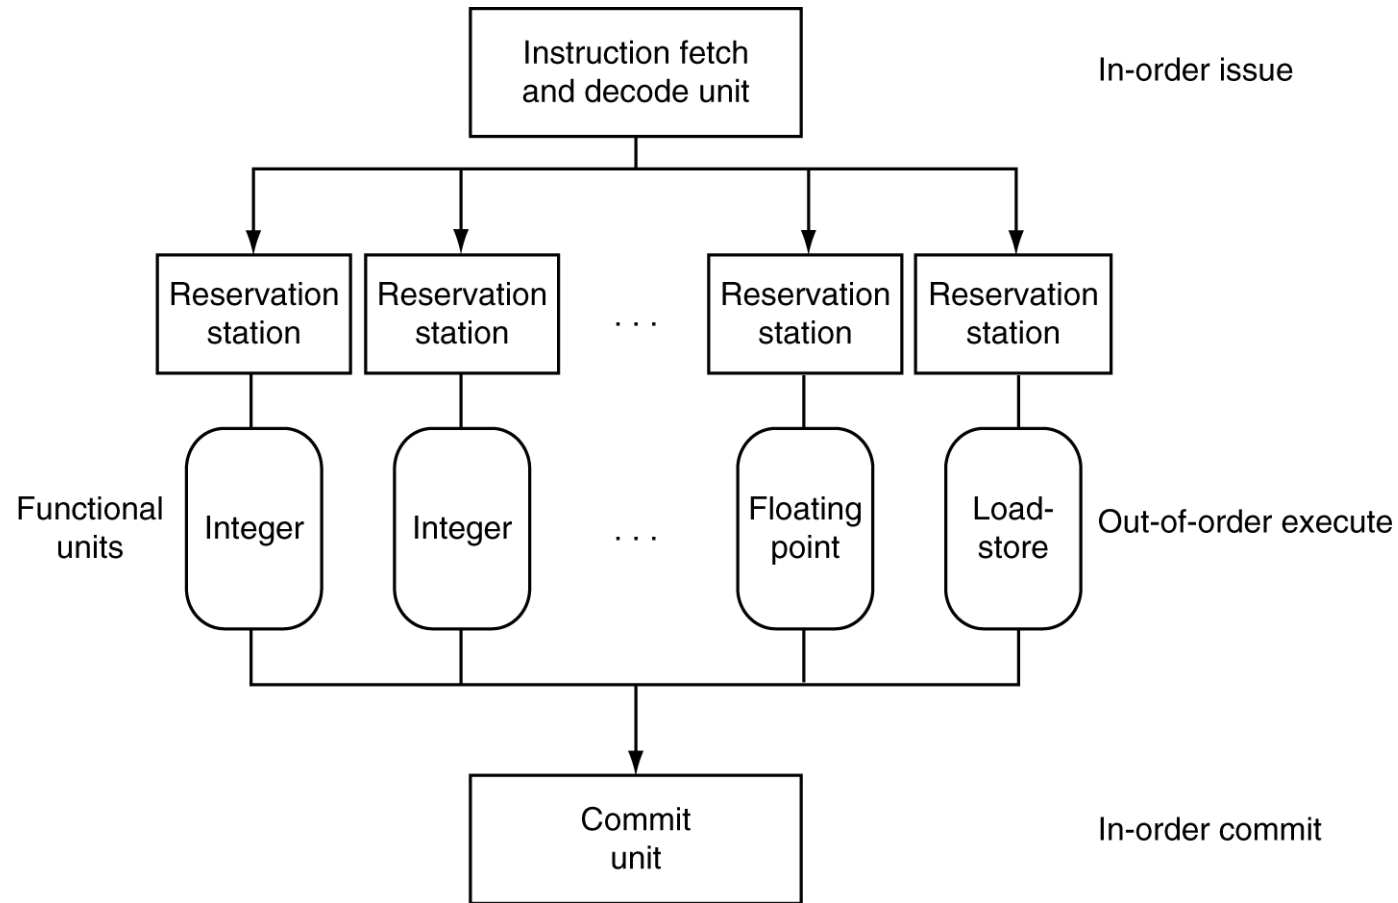 Instruction fetch
and decode unit
In-order issue
Reservation
station
Reservation
station
. . .
Reservation
station
Reservation
station
Functional
units
Integer
Integer
. . .
Floating
point
Load-
store
Out-of-order execute
Commit
unit
In-order commit